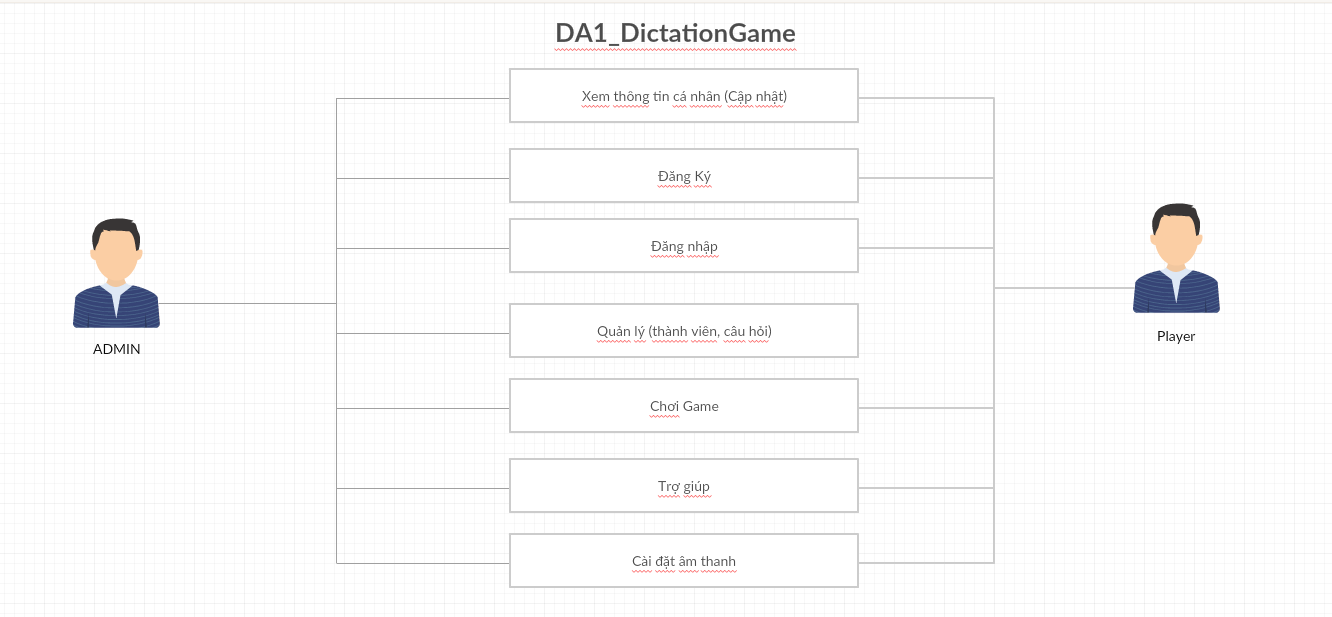 DA1_DictationGame
Xem thông tin cá nhân (Cập nhật)
Đăng Ký
Đăng nhập
Quản lý (thành viên, câu hỏi)
ADMIN
Player
Chơi Game
Trợ giúp
Cài đặt âm thanh